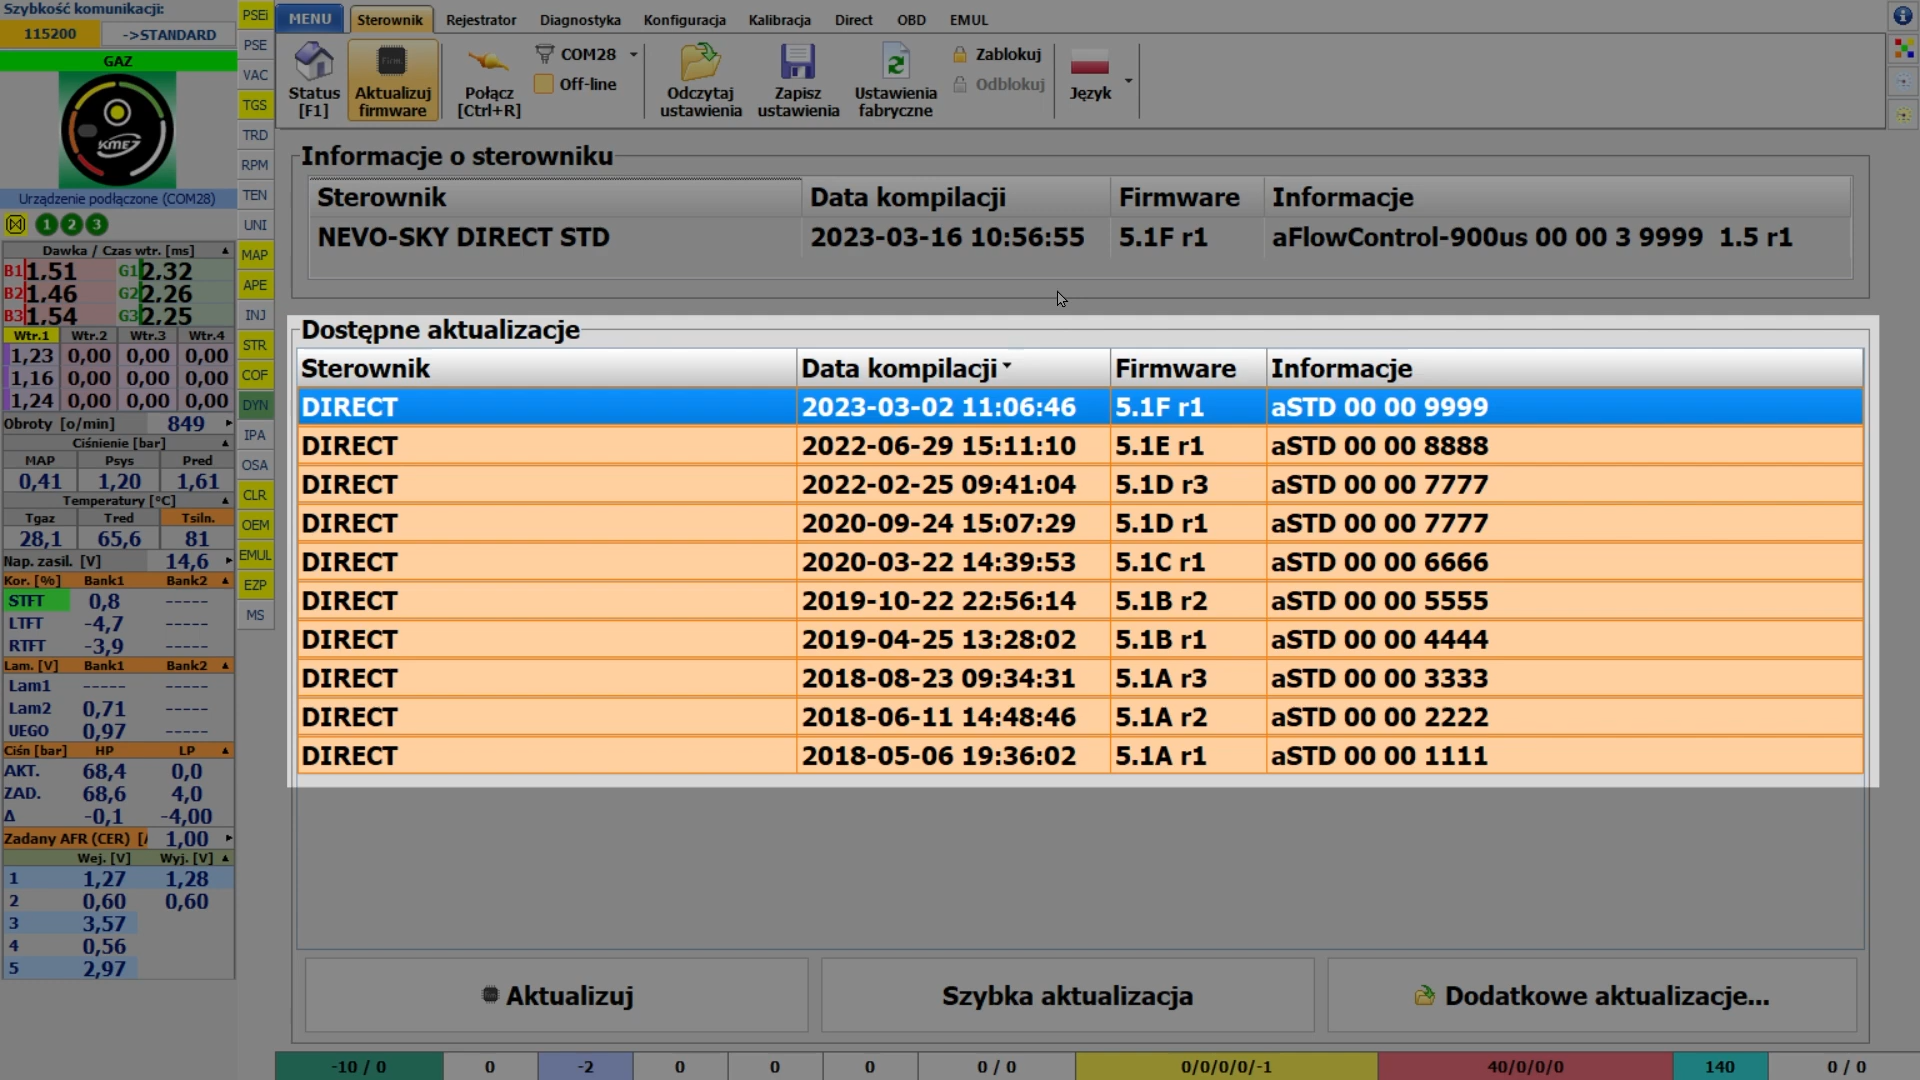 Szybkość komunikacji:
115200 ->STANDARD
GAZ
KME
Urządzenie podłączone (COM28)
1 2 3
Dawka / Czas wtr. [ms]
B1 1,51 G1 2,32
B2 1,46 G2 2,26
B3 1,54 G3 2,25
Wtr.1 Wtr.2 Wtr.3 Wtr.4
1,23 0,00 0,00 0,00
1,16 0,00 0,00 0,00
1,24 0,00 0,00 0,00
Obroty [o/min] 849
Ciśnienie [bar]
MAP Psys Pred
0,41 1,20 1,61
Temperatury [°C]
Tgaz Tred Tsiln.
28,1 65,6 81
Nap. zasil. [V] 14,6
Kor. [%] Bank1 Bank2
STFT 0,8 -----
LTFT -4,7 -----
RTFT -3,9 -----
Lam. [V] Bank1 Bank2
Lam1 ----- -----
Lam2 0,71 -----
UEGO 0,97 -----
Ciśn [bar] HP LP
AKT. 68,4 0,0
ZAD. 68,6 4,0
Δ -0,1 -4,00
Zadany AFR (CER) [ 1,00
Wej. [V] Wyj. [V]
1 1,27 1,28
2 0,60 0,60
3 3,57
4 0,56
5 2,97
PSEi
PSE
VAC
TGS
TRD
RPM
TEN
UNI
MAP
APE
INJ
STR
COF
DYN
IPA
OSA
CLR
OEM
EMUL
EZP
MS
MENU Sterownik Rejestrator Diagnostyka Konfiguracja Kalibracja Direct OBD EMUL
Status
[F1]
Firm.
Aktualizuj
firmware
Połącz
[Ctrl+R]
COM28
Off-line
Odczytaj
ustawienia
Zapisz
ustawienia
Ustawienia
fabryczne
Zablokuj
Odblokuj
Język
Informacje o sterowniku
Sterownik Data kompilacji Firmware Informacje
NEVO-SKY DIRECT STD 2023-03-16 10:56:55 5.1F r1 aFlowControl-900us 00 00 3 9999 1.5 r1
Dostępne aktualizacje
Sterownik Data kompilacji Firmware Informacje
DIRECT 2023-03-02 11:06:46 5.1F r1 aSTD 00 00 9999
DIRECT 2022-06-29 15:11:10 5.1E r1 aSTD 00 00 8888
DIRECT 2022-02-25 09:41:04 5.1D r3 aSTD 00 00 7777
DIRECT 2020-09-24 15:07:29 5.1D r1 aSTD 00 00 7777
DIRECT 2020-03-22 14:39:53 5.1C r1 aSTD 00 00 6666
DIRECT 2019-10-22 22:56:14 5.1B r2 aSTD 00 00 5555
DIRECT 2019-04-25 13:28:02 5.1B r1 aSTD 00 00 4444
DIRECT 2018-08-23 09:34:31 5.1A r3 aSTD 00 00 3333
DIRECT 2018-06-11 14:48:46 5.1A r2 aSTD 00 00 2222
DIRECT 2018-05-06 19:36:02 5.1A r1 aSTD 00 00 1111
Aktualizuj Szybka aktualizacja Dodatkowe aktualizacje...
-10 / 0 0 -2 0 0 0 0 / 0 0/0/0/0/-1 40/0/0/0 140 0 / 0